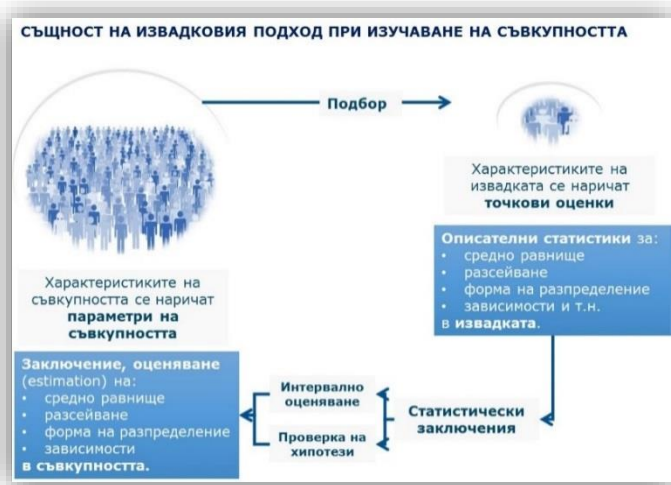 СЪЩНОСТ НА ИЗВАДКОВИЯ ПОДХОД ПРИ ИЗУЧАВАНЕ НА СЪВКУПНОСТТА
Подбор
Характеристиките на
извадката се наричат
точкови оценки
Описателни статистики за:
• средно равнище
• разсейване
• форма на разпределение
• зависимости и т.н.
в извадката.
Характеристиките на
съвкупността се наричат
параметри на
съвкупността
Заключение, оценяване
(estimation) на:
• средно равнище
• разсейване
• форма на разпределение
• зависимости
в съвкупността.
Интервално
оценяване
Проверка на
хипотези
Статистически
заключения